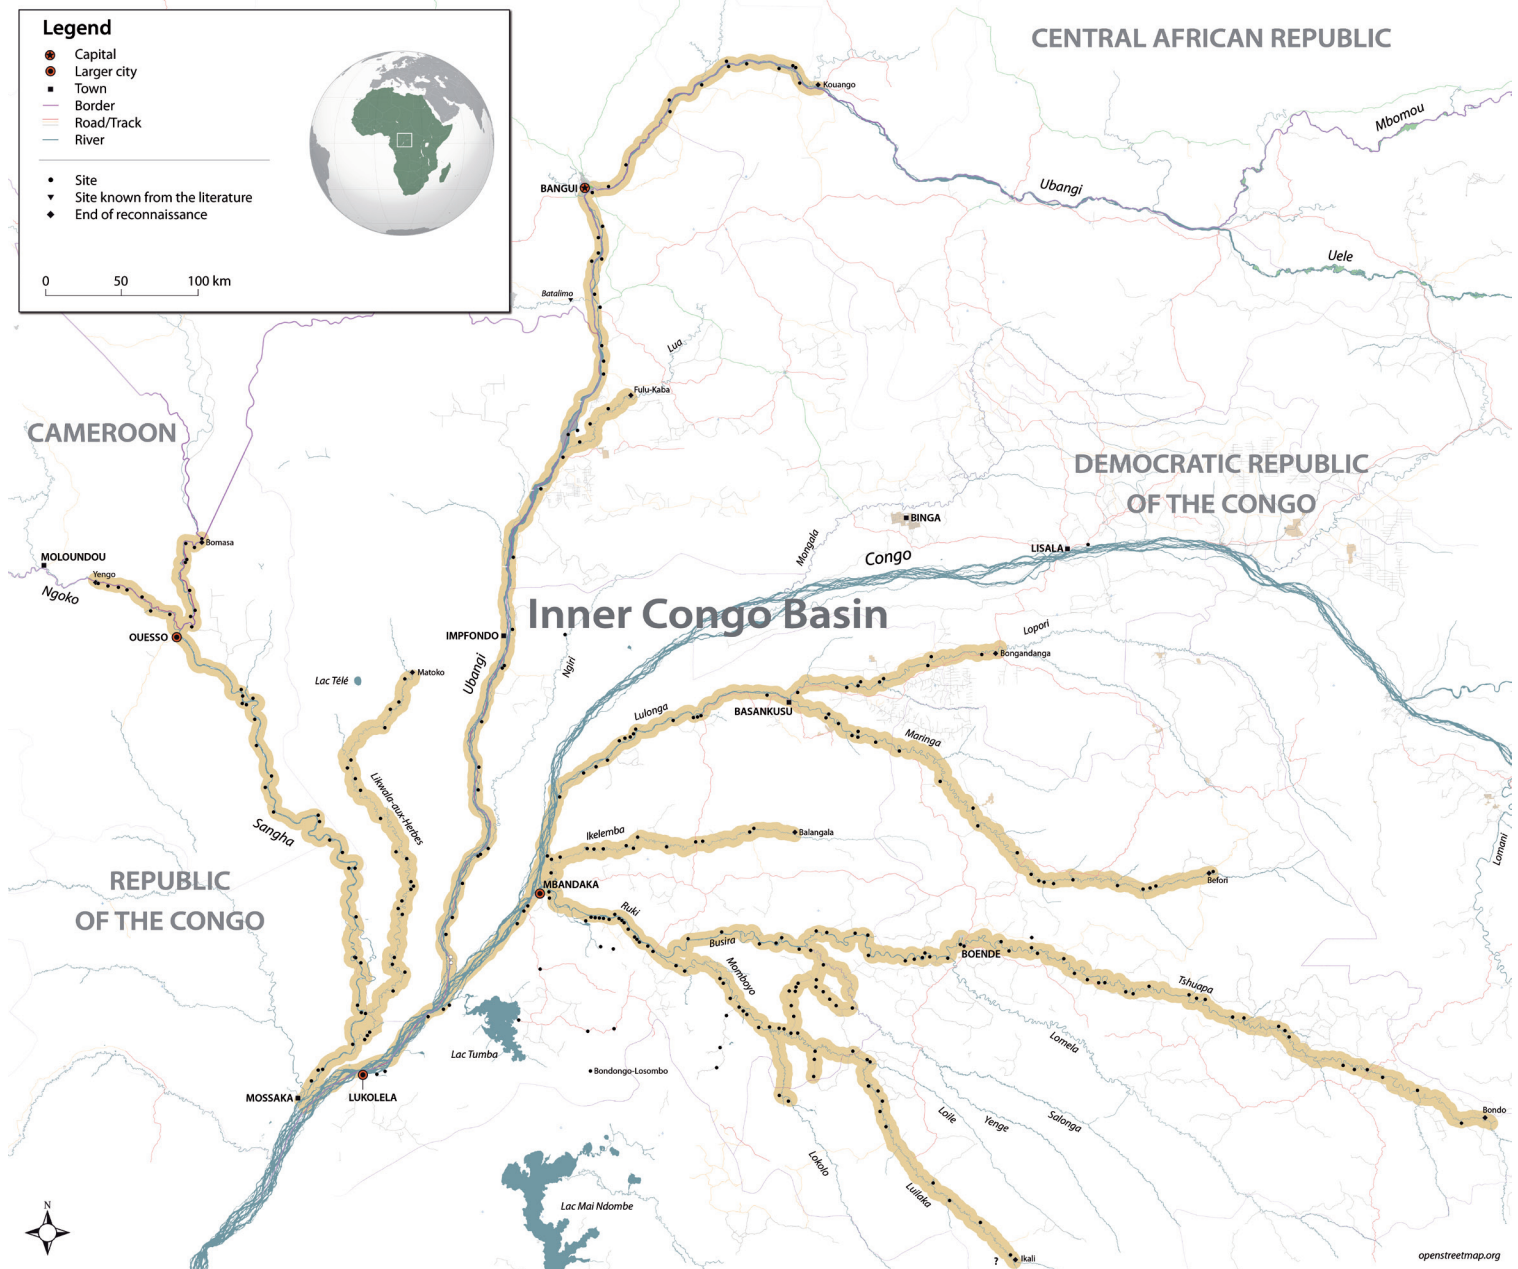 Legend
Capital
Larger city
Town
Border
Road/Track
River
Site
Site known from the literature
End of reconnaissance
0 50 100 km
CENTRAL AFRICAN REPUBLIC
Kouango
Mbomou
BANGUI
Ubangi
Uele
Batalimo
Lua
Fulu-Kaba
CAMEROON
DEMOCRATIC REPUBLIC
OF THE CONGO
BINGA
Mongala
Congo
LISALA
Bomasa
MOLOUNDOU
Yengo
Ngoko
OUESSO
Inner Congo Basin
IMPFONDO
Ubangi
Ngiri
Lopori
Bongandanga
Matoko
Lac Télé
Lulonga
BASANKUSU
Maringa
Likwala-aux-Herbes
Sangha
Ikelemba
Balangala
Lomani
REPUBLIC
OF THE CONGO
MBANDAKA
Befori
Ruki
Busira
BOENDE
Momboyo
Tshuapa
Lomela
Lac Tumba
Bondongo-Losombo
MOSSAKA
LUKOLELA
Bondo
Loile
Yenge
Salonga
Lokolo
Luilaka
Lac Mai Ndombe
N
? Ikali
openstreetmap.org